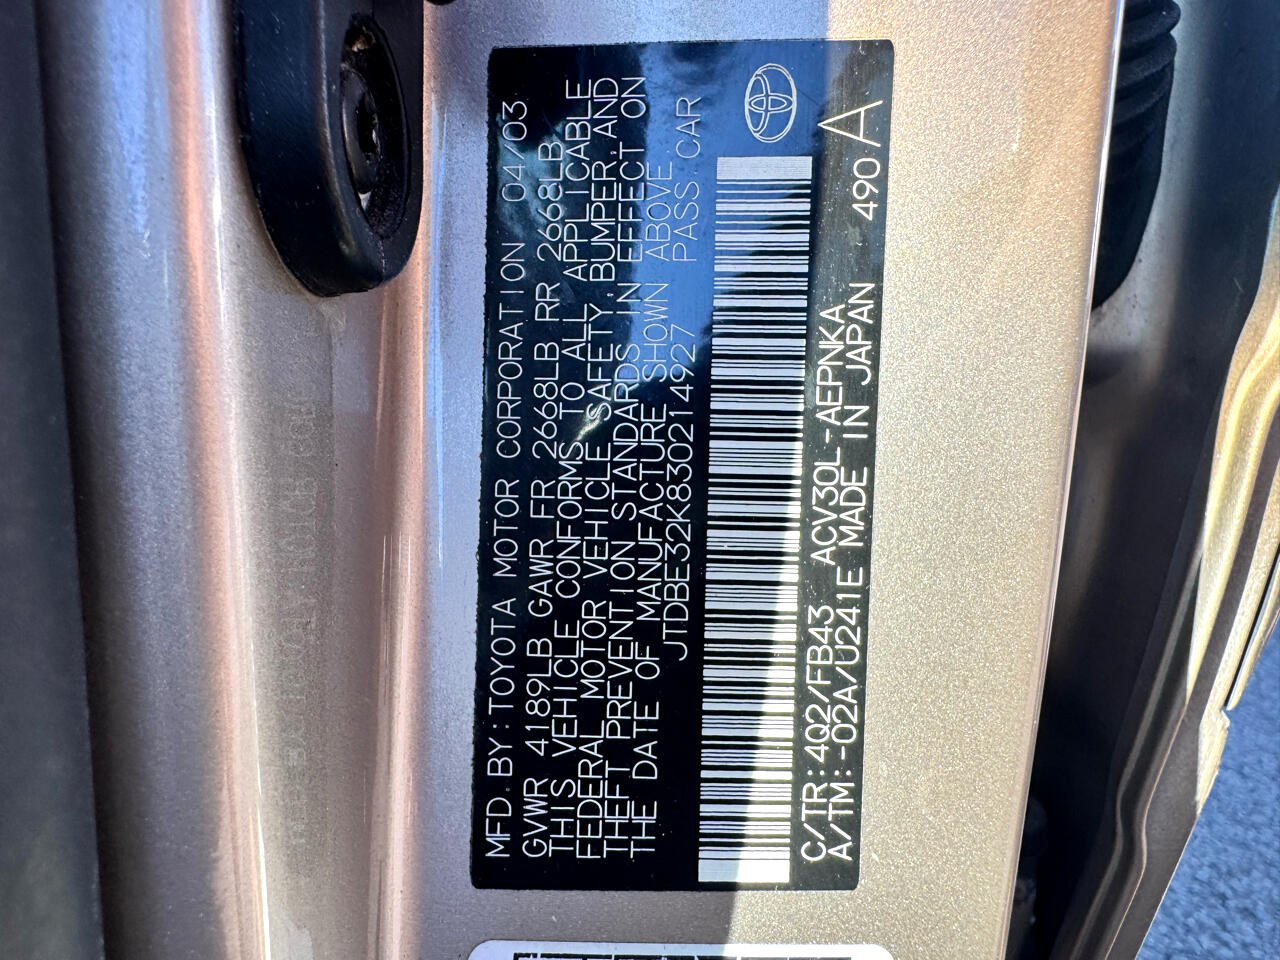 MFD. BY: TOYOTA MOTOR CORPORATION 04/03
GVWR 4189LB GAWR FR 2668LB RR 2668LB
THIS VEHICLE CONFORMS TO ALL APPLICABLE
FEDERAL MOTOR VEHICLE SAFETY, BUMPER, AND
THEFT PREVENTION STANDARDS IN EFFECT ON
THE DATE OF MANUFACTURE SHOWN ABOVE.
JTDBE32K830214927 PASS. CAR
C/TR: 4Q2/FB43 ACV30L-AEPNKA 490 A
A/TM: -02A/U241E MADE IN JAPAN